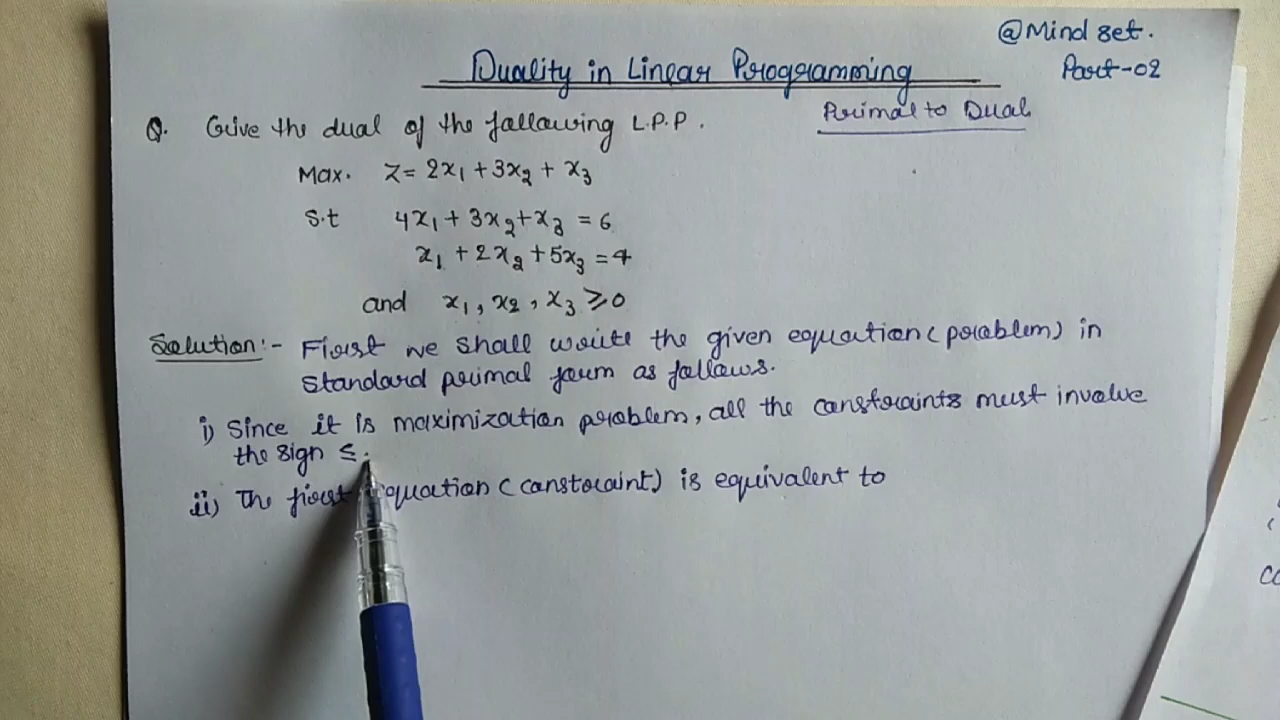 @Mind set.
Part-02
Duality in Linear Programming
Primal to Dual
Q. Give the dual of the following L.P.P.
Max. Z = 2x₁ + 3x₂ + x₃
S.t 4x₁ + 3x₂ + x₃ = 6
x₁ + 2x₂ + 5x₃ = 4
and x₁, x₂, x₃ ≥ 0
Solution:- First we shall write the given equation (problem) in
standard primal form as follows.
i) Since it is maximization problem, all the constraints must involve
the sign ≤.
ii) The first equation (constraint) is equivalent to